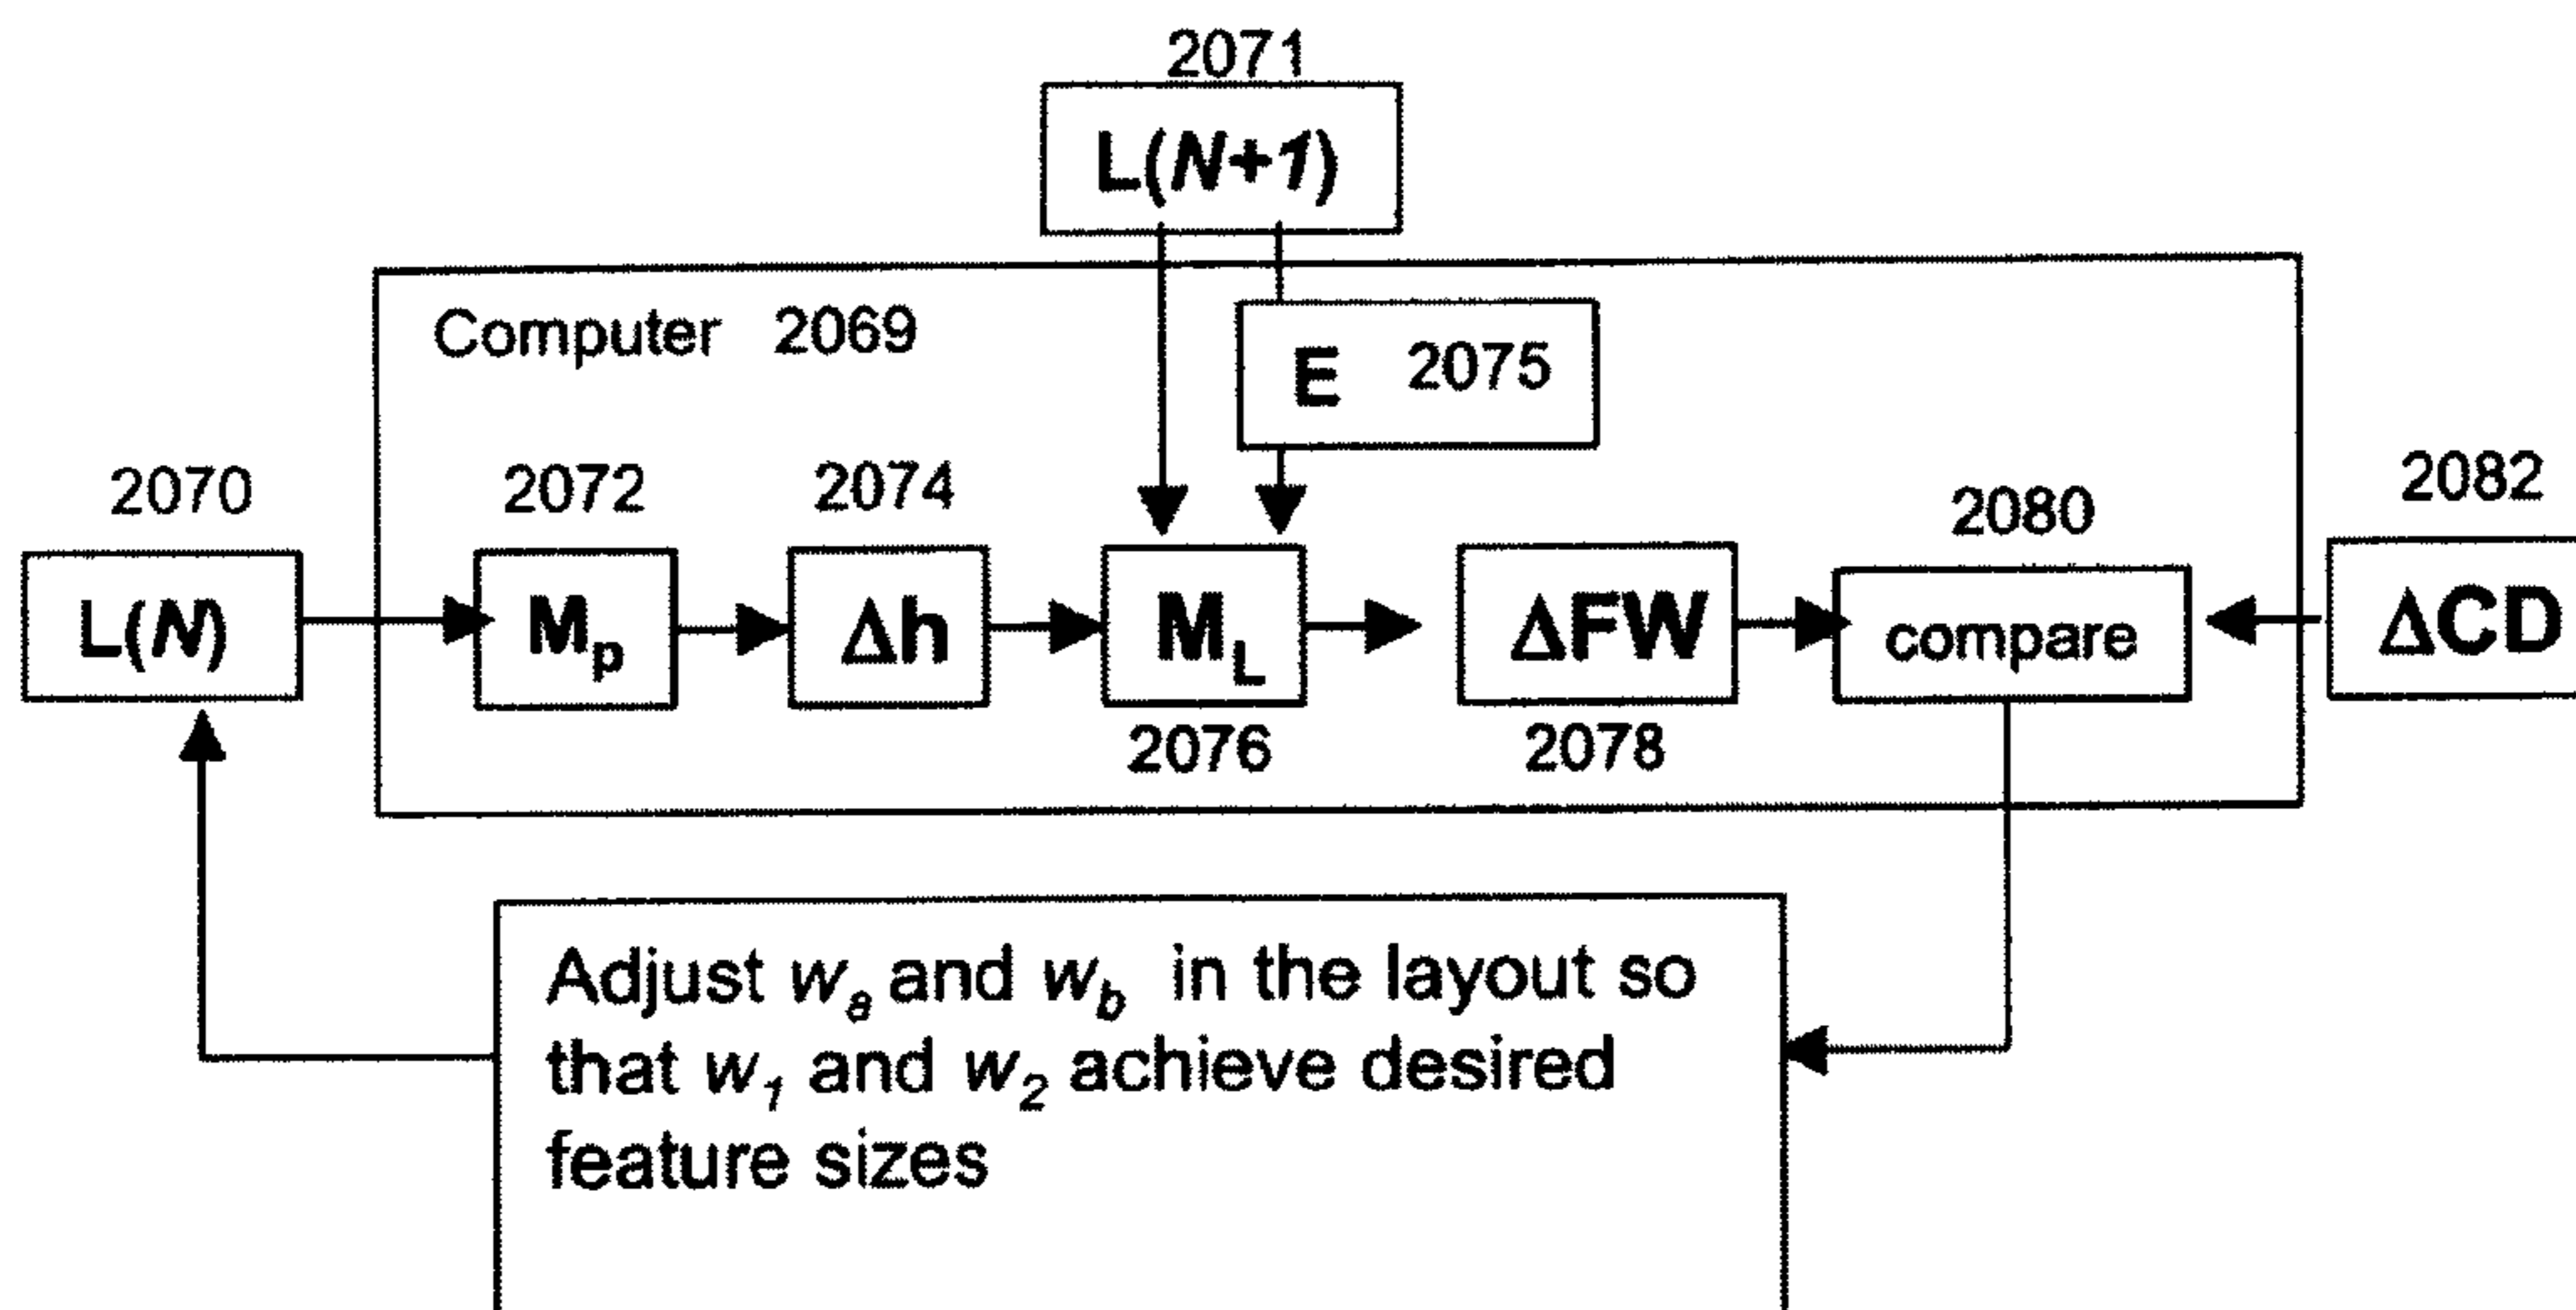 2071
L(N+1)
Computer 2069
E 2075
2070
2072
2074
2080
2082
L(N)
Mp
Δh
ML
ΔFW
compare
ΔCD
2076
2078
Adjust wa and wb in the layout so
that w1 and w2 achieve desired
feature sizes